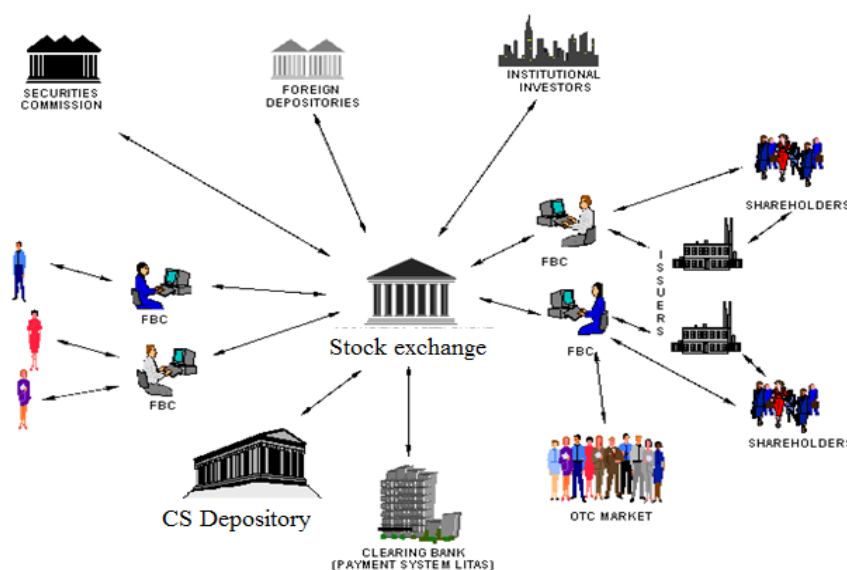 SECURITIES
COMMISSION
FOREIGN
DEPOSITORIES
INSTITUTIONAL
INVESTORS
SHAREHOLDERS
FBC
ISSUERS
FBC
Stock exchange
FBC
FBC
SHAREHOLDERS
CS Depository
OTC MARKET
CLEARING BANK
(PAYMENT SYSTEM LITAS)